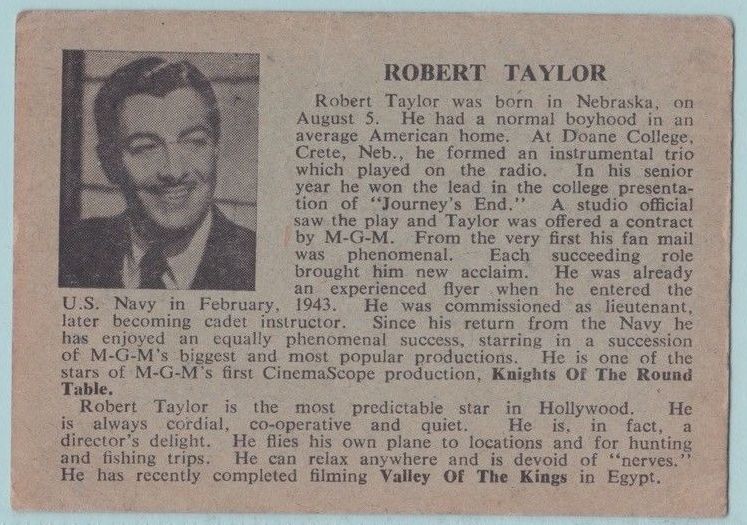 ROBERT TAYLOR
Robert Taylor was born in Nebraska, on
August 5. He had a normal boyhood in an
average American home. At Doane College,
Crete, Neb., he formed an instrumental trio
which played on the radio. In his senior
year he won the lead in the college presenta-
tion of "Journey's End." A studio official
saw the play and Taylor was offered a contract
by M-G-M. From the very first his fan mail
was phenomenal. Each succeeding role
brought him new acclaim. He was already
an experienced flyer when he entered the
U.S. Navy in February, 1943. He was commissioned as lieutenant,
later becoming cadet instructor. Since his return from the Navy he
has enjoyed an equally phenomenal success, starring in a succession
of M-G-M's biggest and most popular productions. He is one of the
stars of M-G-M's first CinemaScope production, Knights Of The Round
Table.
Robert Taylor is the most predictable star in Hollywood. He
is always cordial, co-operative and quiet. He is, in fact, a
director's delight. He flies his own plane to locations and for hunting
and fishing trips. He can relax anywhere and is devoid of "nerves."
He has recently completed filming Valley Of The Kings in Egypt.